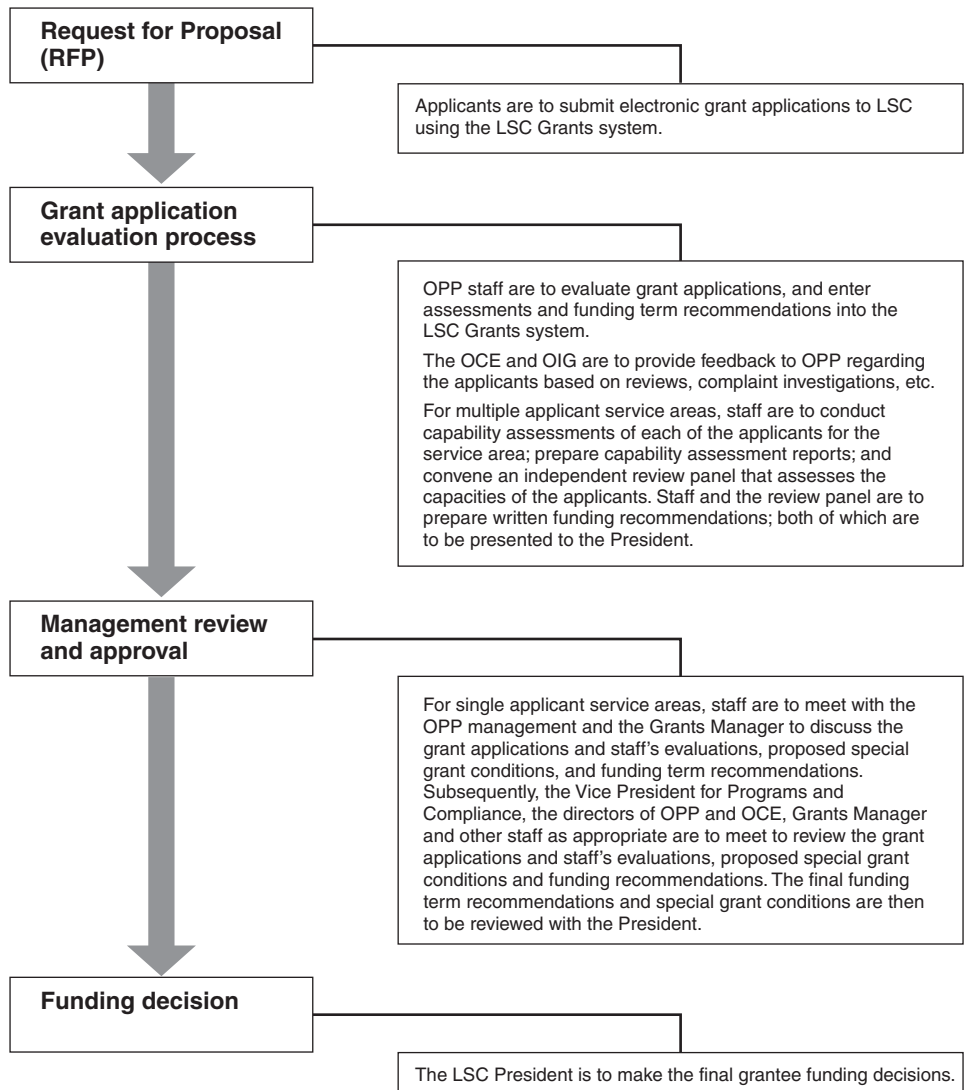 Request for Proposal
(RFP)
Applicants are to submit electronic grant applications to LSC
using the LSC Grants system.
Grant application
evaluation process
OPP staff are to evaluate grant applications, and enter
assessments and funding term recommendations into the
LSC Grants system.
The OCE and OIG are to provide feedback to OPP regarding
the applicants based on reviews, complaint investigations, etc.
For multiple applicant service areas, staff are to conduct
capability assessments of each of the applicants for the
service area; prepare capability assessment reports; and
convene an independent review panel that assesses the
capacities of the applicants. Staff and the review panel are to
prepare written funding recommendations; both of which are
to be presented to the President.
Management review
and approval
For single applicant service areas, staff are to meet with the
OPP management and the Grants Manager to discuss the
grant applications and staff's evaluations, proposed special
grant conditions, and funding term recommendations.
Subsequently, the Vice President for Programs and
Compliance, the directors of OPP and OCE, Grants Manager
and other staff as appropriate are to meet to review the grant
applications and staff's evaluations, proposed special grant
conditions and funding recommendations. The final funding
term recommendations and special grant conditions are then
to be reviewed with the President.
Funding decision
The LSC President is to make the final grantee funding decisions.